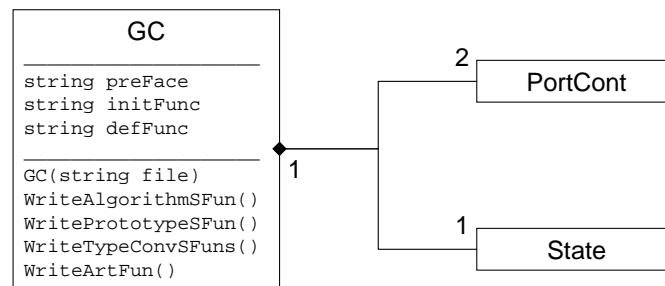 GC
string preFace
string initFunc
string defFunc
GC(string file)
WriteAlgorithmSFun()
WritePrototypeSFun()
WriteTypeConvSFuns()
WriteArtFun()
1
2
PortCont
1
State